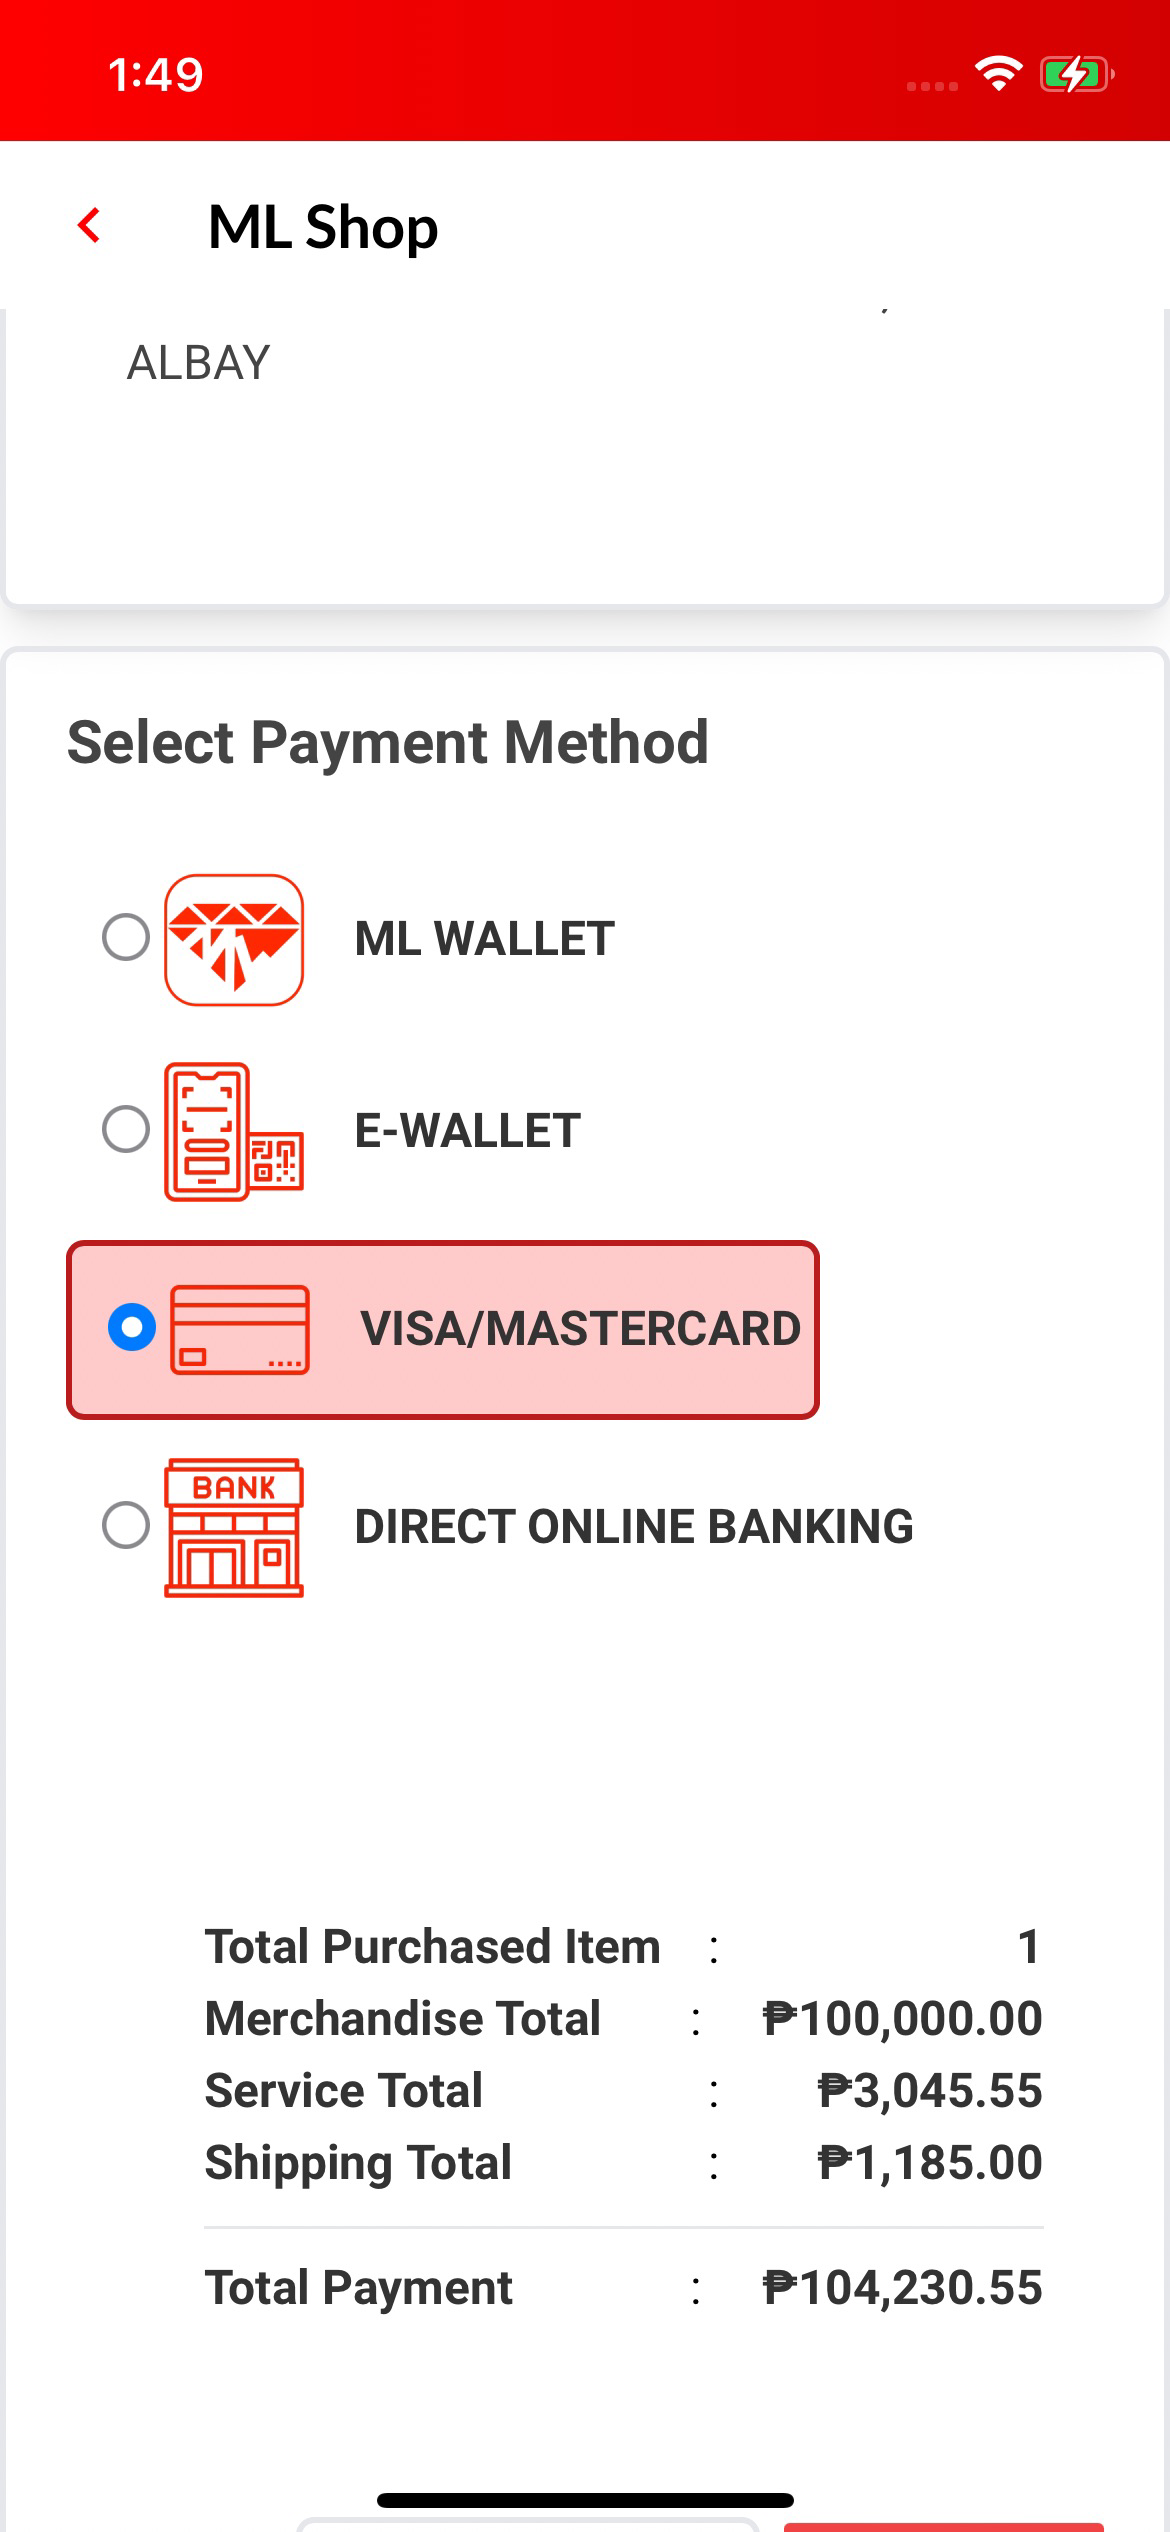 1:49
ML Shop
ALBAY
Select Payment Method
ML WALLET
E-WALLET
VISA/MASTERCARD
BANK
DIRECT ONLINE BANKING
Total Purchased Item : 1
Merchandise Total : ₱100,000.00
Service Total : ₱3,045.55
Shipping Total : ₱1,185.00
Total Payment : ₱104,230.55